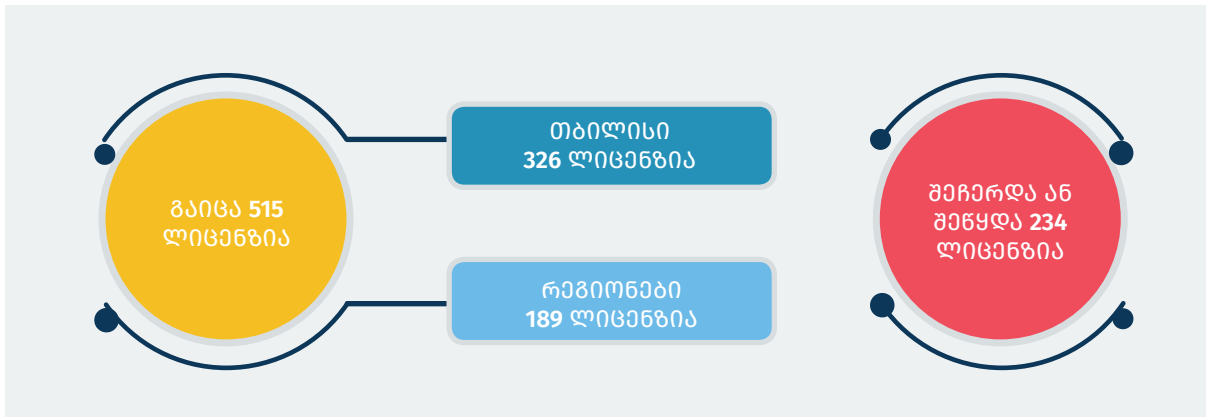 გაიცა 515
ლიცენზია
თბილისი
326 ლიცენზია
რეგიონები
189 ლიცენზია
შეჩერდა ან
შეწყდა 234
ლიცენზია